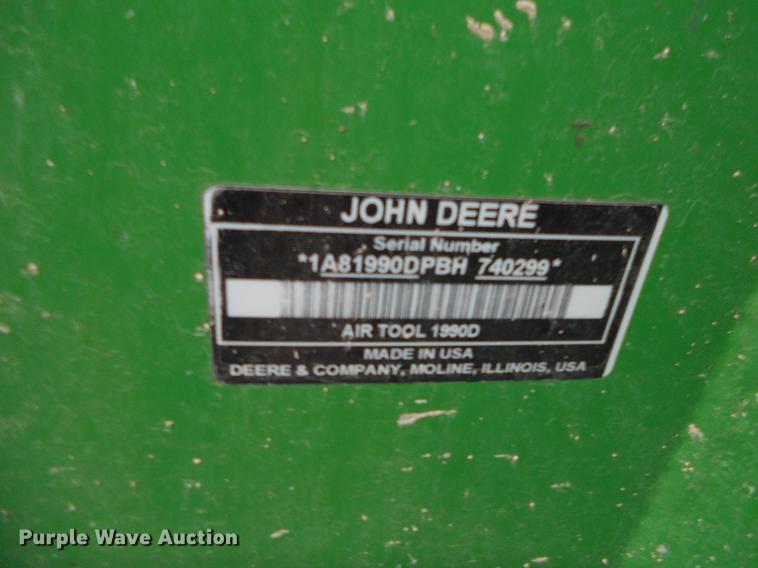 JOHN DEERE
Serial Number
*1A81990DPBH 740299*
AIR TOOL 1990D
MADE IN USA
DEERE & COMPANY, MOLINE, ILLINOIS, USA
Purple Wave Auction